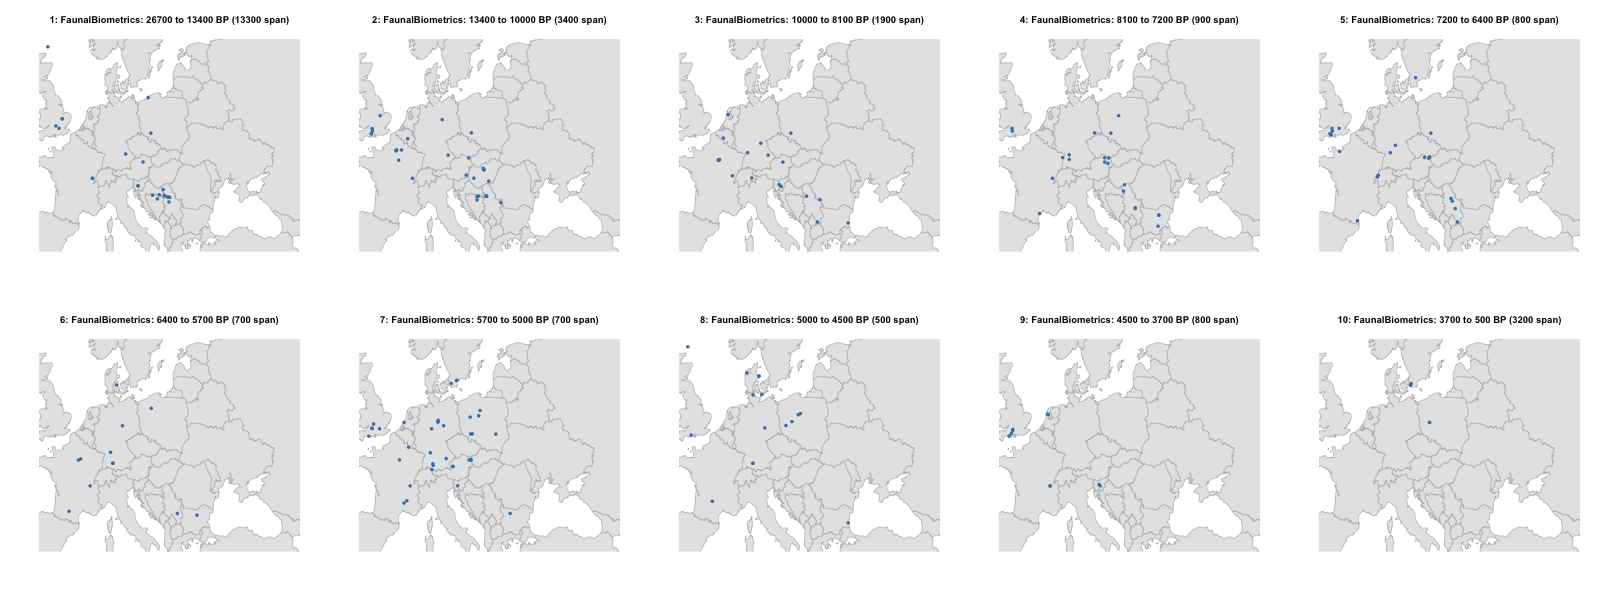 1: FaunalBiometrics: 26700 to 13400 BP (13300 span)
2: FaunalBiometrics: 13400 to 10000 BP (3400 span)
3: FaunalBiometrics: 10000 to 8100 BP (1900 span)
4: FaunalBiometrics: 8100 to 7200 BP (900 span)
5: FaunalBiometrics: 7200 to 6400 BP (800 span)
6: FaunalBiometrics: 6400 to 5700 BP (700 span)
7: FaunalBiometrics: 5700 to 5000 BP (700 span)
8: FaunalBiometrics: 5000 to 4500 BP (500 span)
9: FaunalBiometrics: 4500 to 3700 BP (800 span)
10: FaunalBiometrics: 3700 to 500 BP (3200 span)